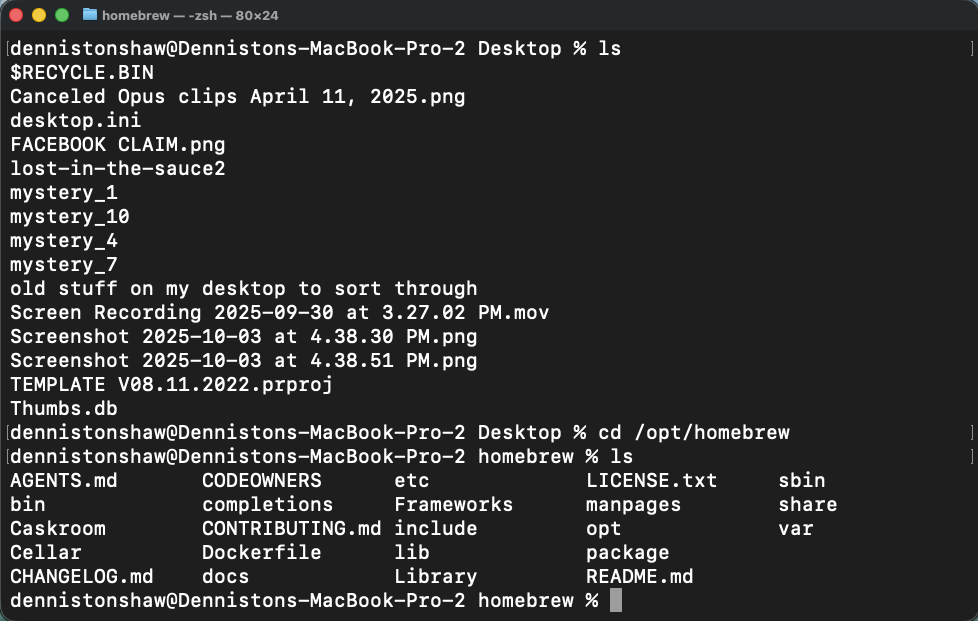 homebrew — -zsh — 80×24
[dennistonshaw@Dennistons-MacBook-Pro-2 Desktop % ls ]
$RECYCLE.BIN
Canceled Opus clips April 11, 2025.png
desktop.ini
FACEBOOK CLAIM.png
lost-in-the-sauce2
mystery_1
mystery_10
mystery_4
mystery_7
old stuff on my desktop to sort through
Screen Recording 2025-09-30 at 3.27.02 PM.mov
Screenshot 2025-10-03 at 4.38.30 PM.png
Screenshot 2025-10-03 at 4.38.51 PM.png
TEMPLATE V08.11.2022.prproj
Thumbs.db
[dennistonshaw@Dennistons-MacBook-Pro-2 Desktop % cd /opt/homebrew ]
[dennistonshaw@Dennistons-MacBook-Pro-2 homebrew % ls ]
AGENTS.md CODEOWNERS etc LICENSE.txt sbin
bin completions Frameworks manpages share
Caskroom CONTRIBUTING.md include opt var
Cellar Dockerfile lib package
CHANGELOG.md docs Library README.md
dennistonshaw@Dennistons-MacBook-Pro-2 homebrew %